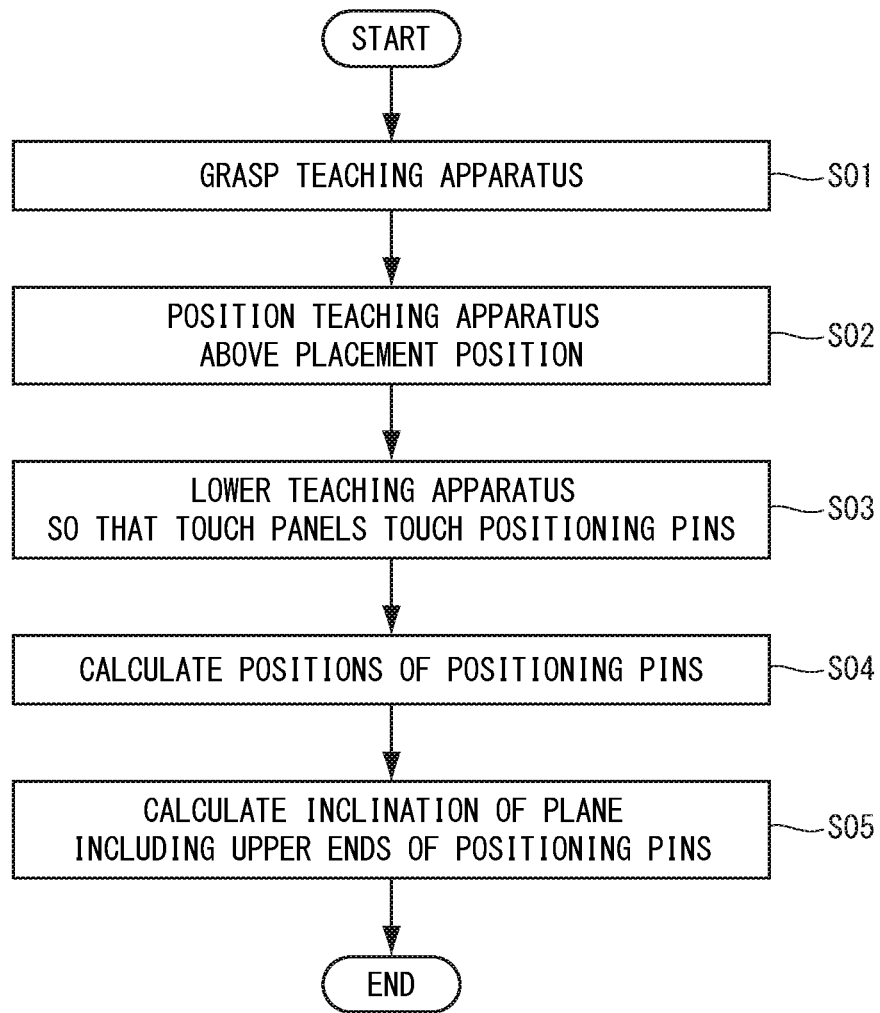 START
GRASP TEACHING APPARATUS
S01
POSITION TEACHING APPARATUS
ABOVE PLACEMENT POSITION
S02
LOWER TEACHING APPARATUS
SO THAT TOUCH PANELS TOUCH POSITIONING PINS
S03
CALCULATE POSITIONS OF POSITIONING PINS
S04
CALCULATE INCLINATION OF PLANE
INCLUDING UPPER ENDS OF POSITIONING PINS
S05
END